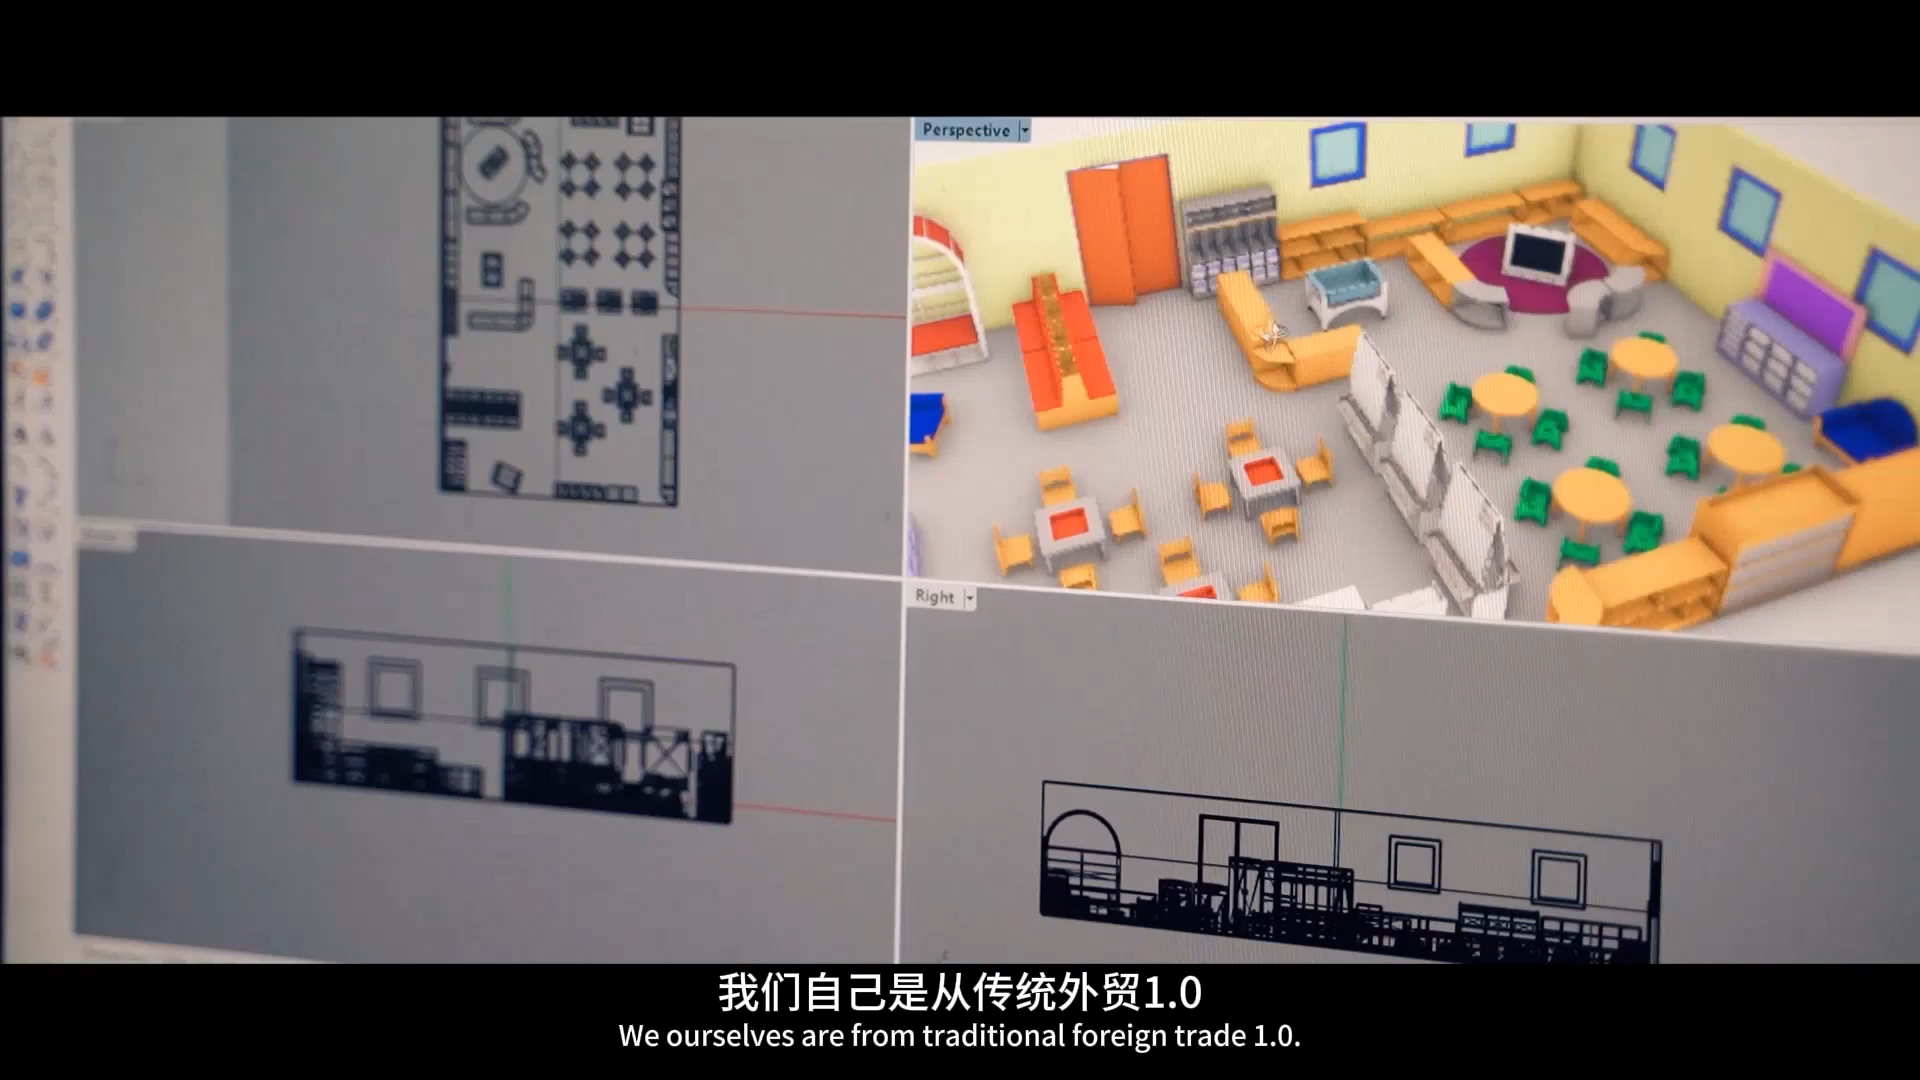 Perspective
Right
我们自己是从传统外贸1.0
We ourselves are from traditional foreign trade 1.0.